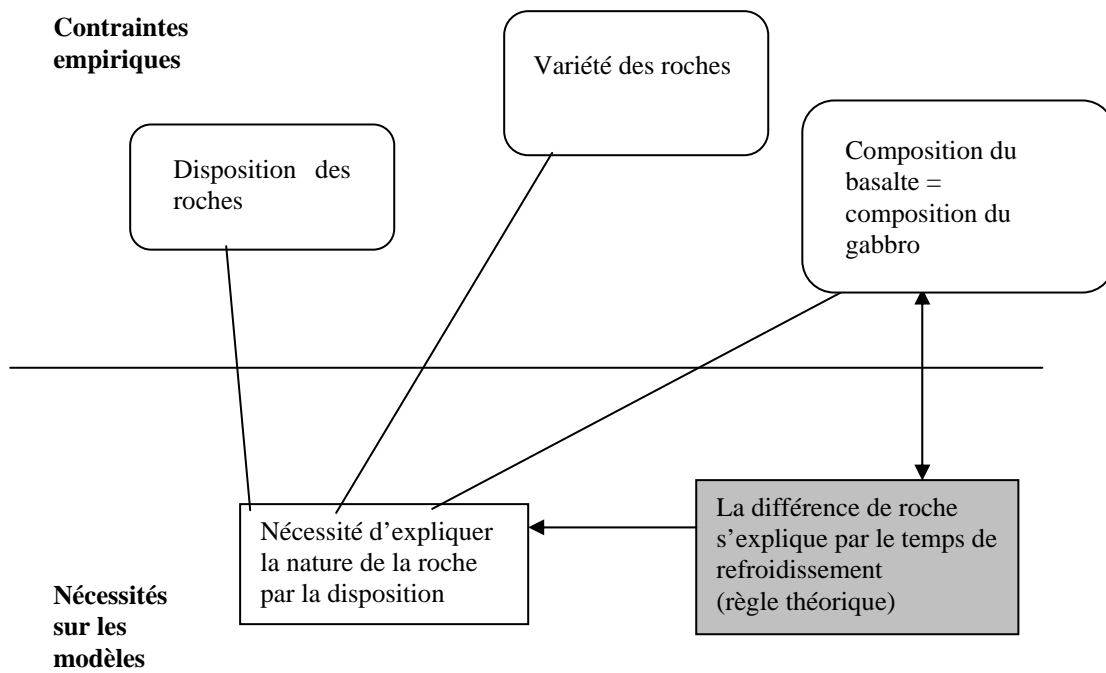 Contraintes
empiriques
Variété des roches
Disposition des
roches
Composition du
basalte =
composition du
gabbro
Nécessité d'expliquer
la nature de la roche
par la disposition
La différence de roche
s'explique par le temps de
refroidissement
(règle théorique)
Nécessités
sur les
modèles